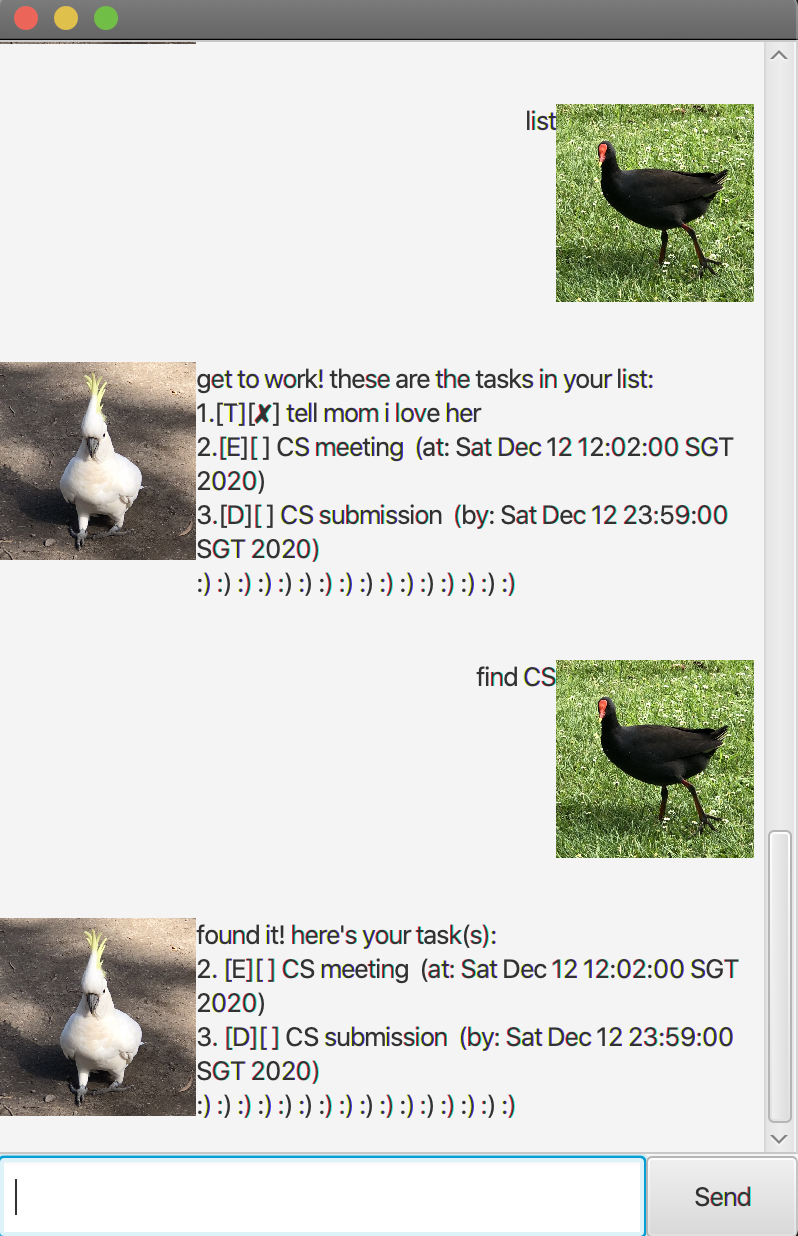 list
get to work! these are the tasks in your list:
1.[T][✘] tell mom i love her
2.[E][ ] CS meeting  (at: Sat Dec 12 12:02:00 SGT
2020)
3.[D][ ] CS submission  (by: Sat Dec 12 23:59:00
SGT 2020)
:) :) :) :) :) :) :) :) :) :) :) :) :) :) :) :)
find CS
found it! here's your task(s):
2. [E][ ] CS meeting  (at: Sat Dec 12 12:02:00 SGT
2020)
3. [D][ ] CS submission  (by: Sat Dec 12 23:59:00
SGT 2020)
:) :) :) :) :) :) :) :) :) :) :) :) :) :) :) :)
Send